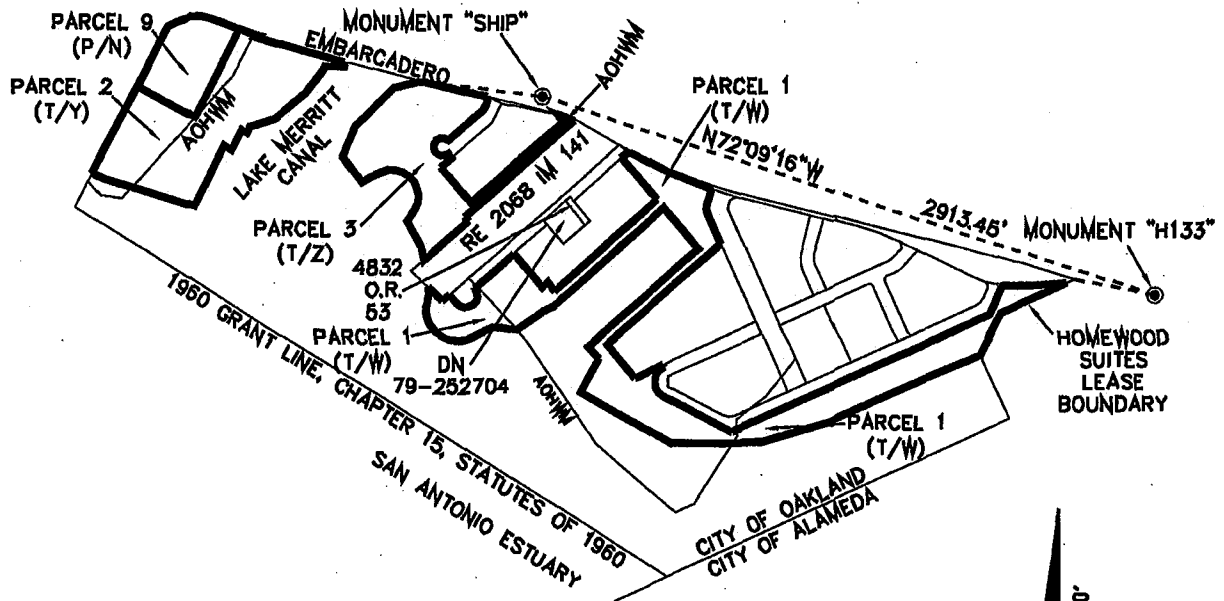 PARCEL 9
(P/N)
MONUMENT "SHIP"
EMBARCADERO
AOHWM
PARCEL 2
(T/Y)
AOHWM
PARCEL 1
(T/W)
LAKE MERRITT
CANAL
N72°09'16"W
2913.45'
MONUMENT "H133"
RE 2068 IM 141
PARCEL 3
(T/Z)
4832
O.R.
53
1960 GRANT LINE, CHAPTER 15, STATUTES OF 1960
PARCEL 1
(T/W)
DN
79-252704
AOHWM
HOMEWOOD
SUITES
LEASE
BOUNDARY
PARCEL 1
(T/W)
SAN ANTONIO ESTUARY
CITY OF OAKLAND
CITY OF ALAMEDA